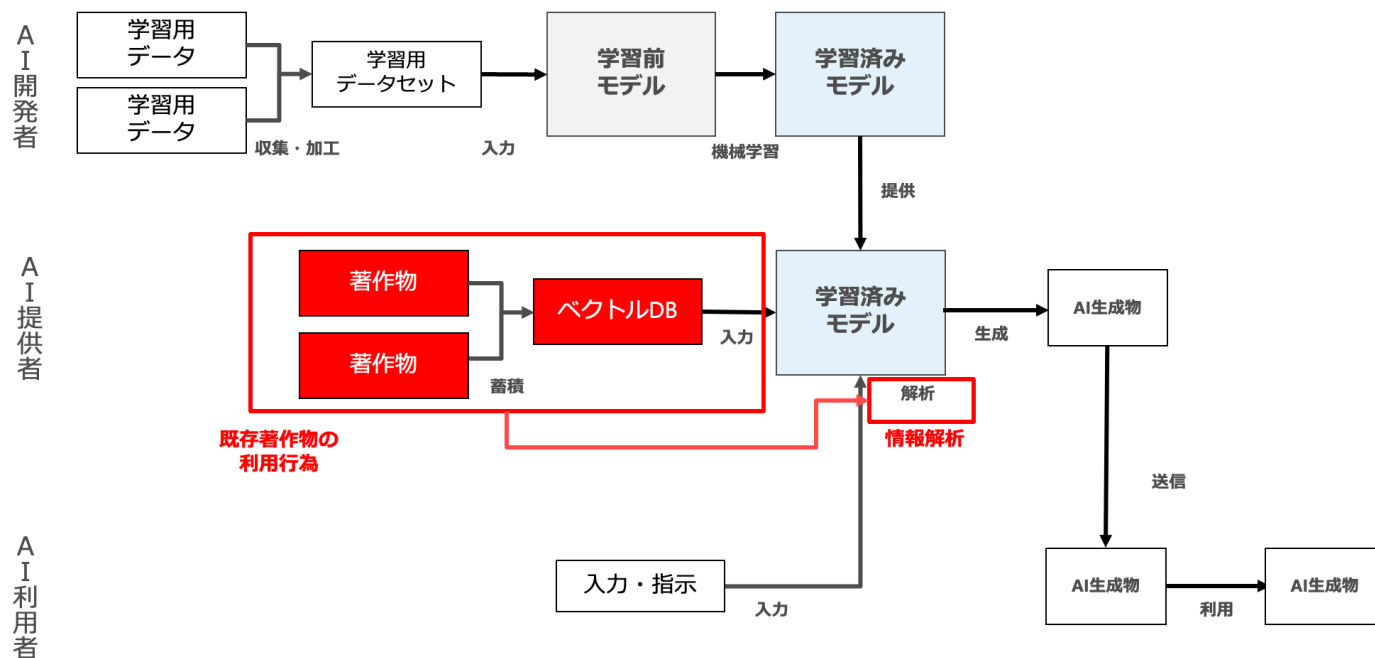 AI開発者
学習用
データ
学習用
データ
収集・加工
学習用
データセット
入力
学習前
モデル
機械学習
学習済み
モデル
提供
AI提供者
著作物
著作物
蓄積
ベクトルDB
入力
学習済み
モデル
生成
AI生成物
解析
既存著作物の
利用行為
情報解析
送信
AI利用者
入力・指示
入力
AI生成物
利用
AI生成物